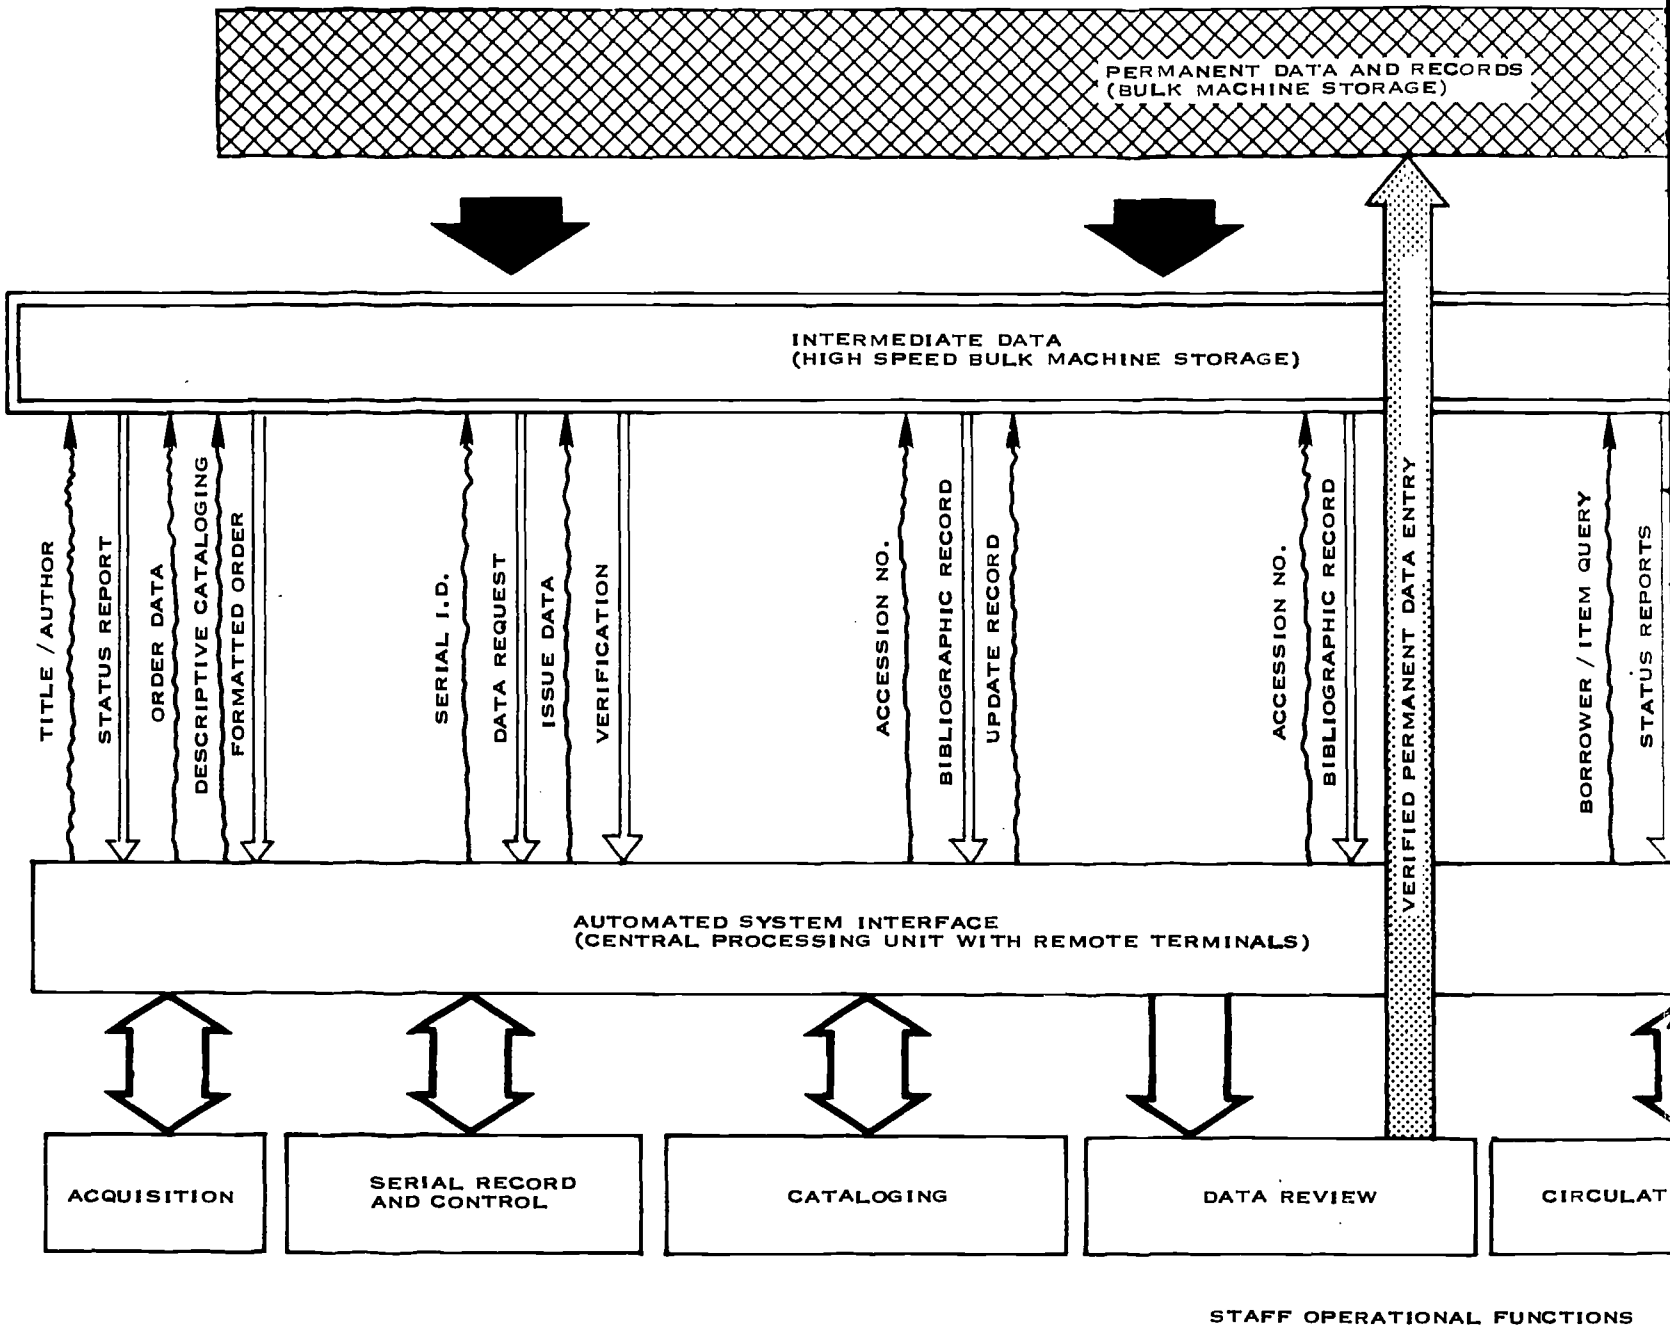 PERMANENT DATA AND RECORDS
(BULK MACHINE STORAGE)
INTERMEDIATE DATA
(HIGH SPEED BULK MACHINE STORAGE)
TITLE / AUTHOR
STATUS REPORT
ORDER DATA
DESCRIPTIVE CATALOGING
FORMATTED ORDER
SERIAL I.D.
DATA REQUEST
ISSUE DATA
VERIFICATION
ACCESSION NO.
BIBLIOGRAPHIC RECORD
UPDATE RECORD
ACCESSION NO.
BIBLIOGRAPHIC RECORD
VERIFIED PERMANENT DATA ENTRY
BORROWER / ITEM QUERY
STATUS REPORTS
AUTOMATED SYSTEM INTERFACE
(CENTRAL PROCESSING UNIT WITH REMOTE TERMINALS)
ACQUISITION
SERIAL RECORD
AND CONTROL
CATALOGING
DATA REVIEW
CIRCULAT
STAFF OPERATIONAL FUNCTIONS